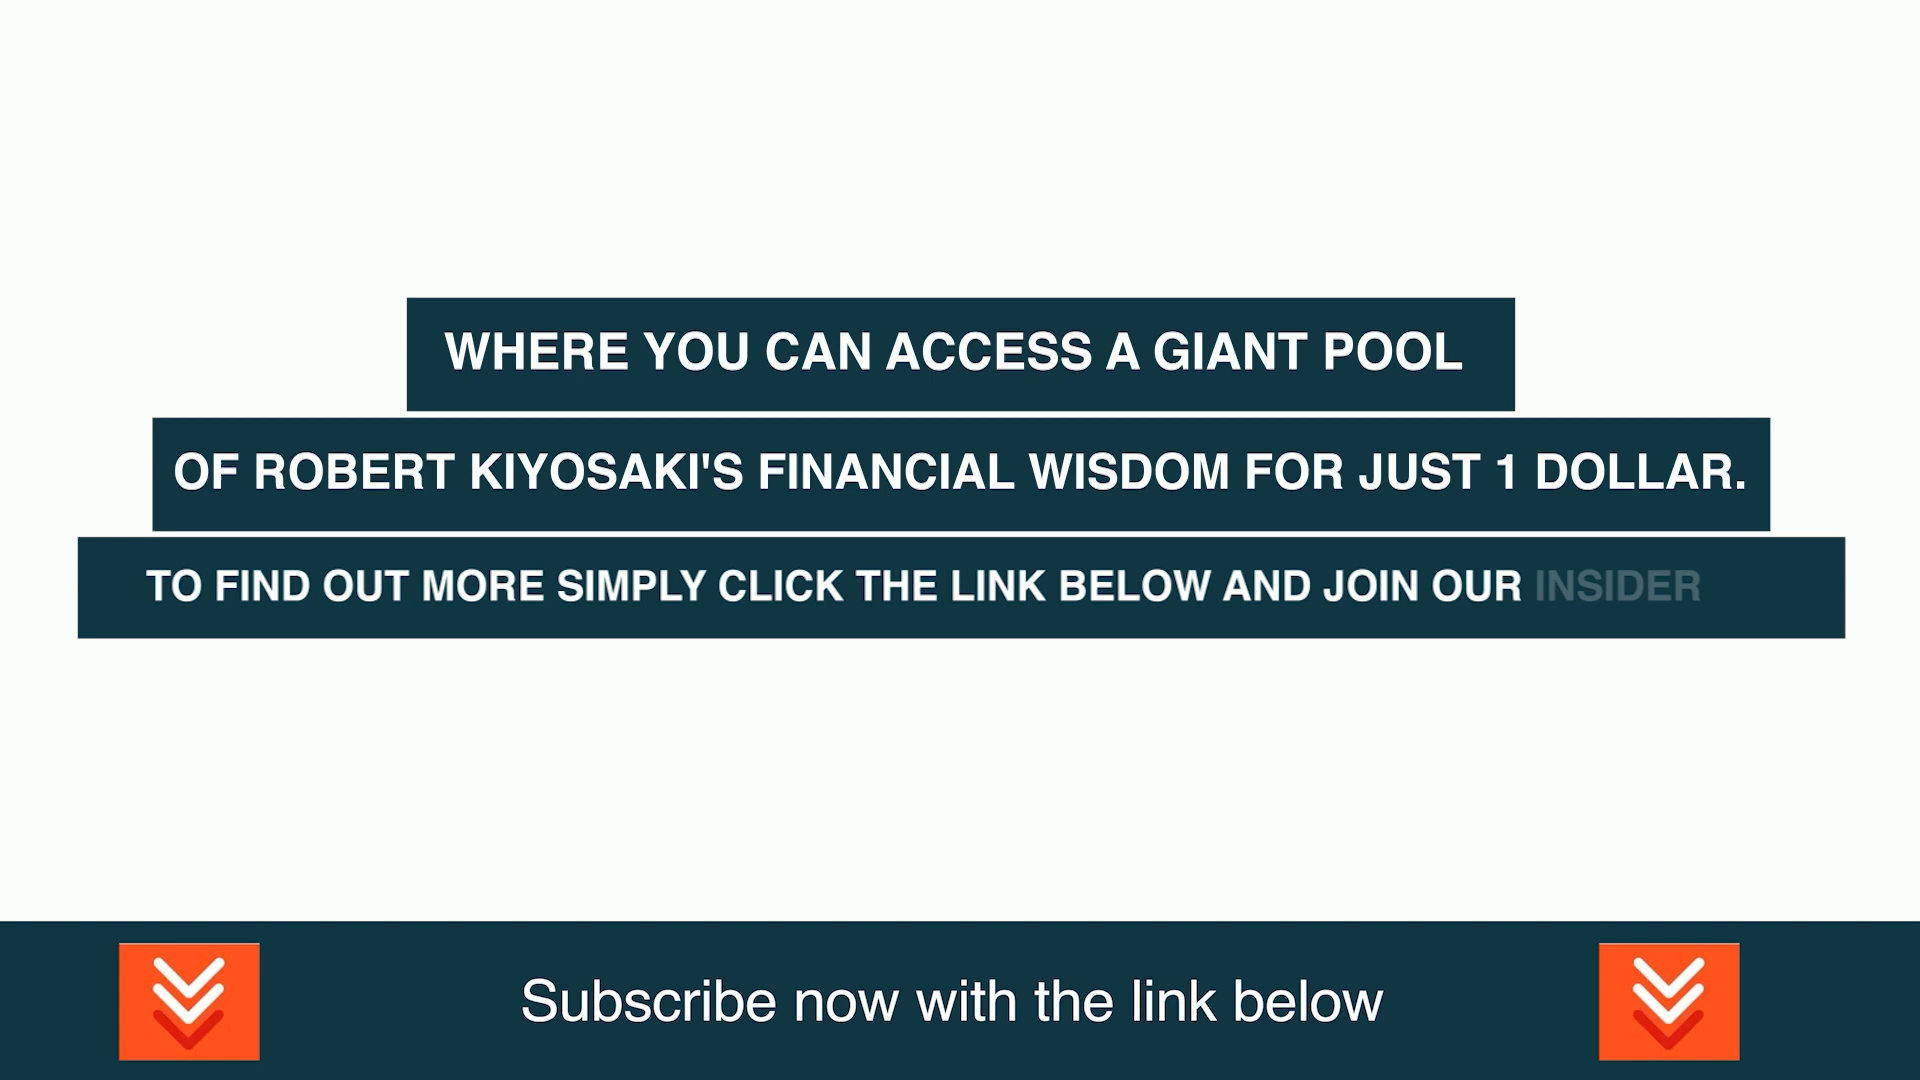 WHERE YOU CAN ACCESS A GIANT POOL
OF ROBERT KIYOSAKI'S FINANCIAL WISDOM FOR JUST 1 DOLLAR.
TO FIND OUT MORE SIMPLY CLICK THE LINK BELOW AND JOIN OUR INSIDER
Subscribe now with the link below